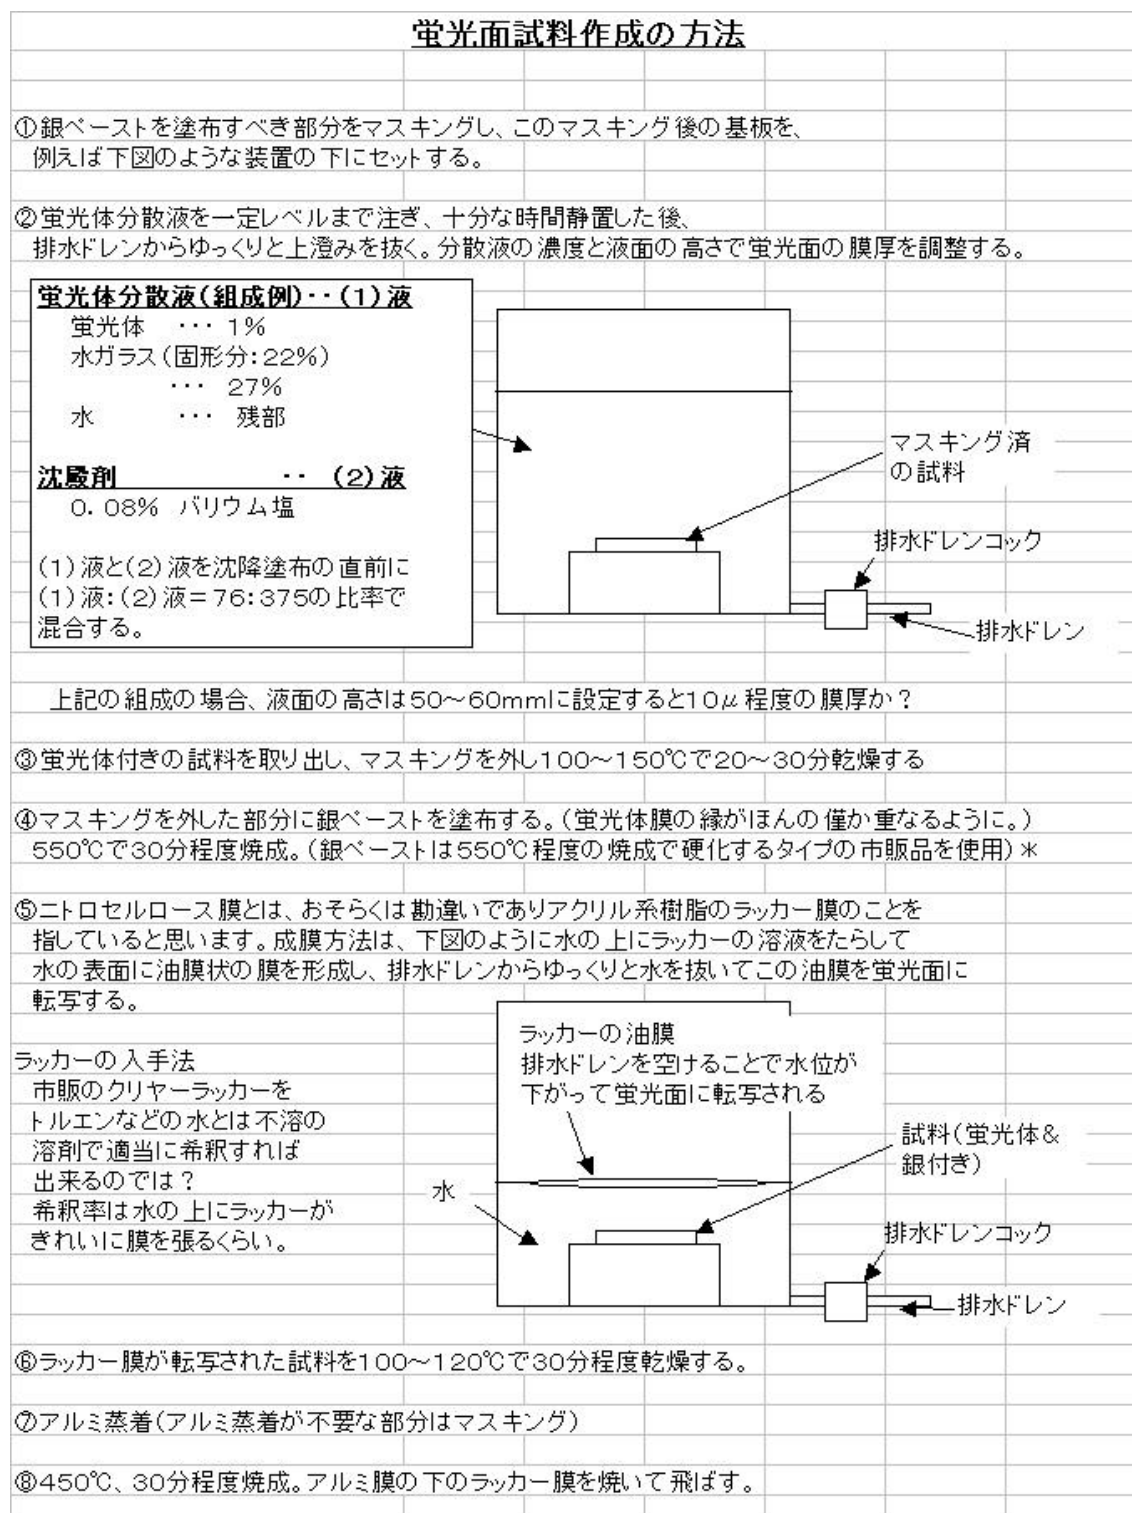 蛍光面試料作成の方法
①銀ペーストを塗布すべき部分をマスキングし、このマスキング後の基板を、
例えば下図のような装置の下にセットする。
②蛍光体分散液を一定レベルまで注ぎ、十分な時間静置した後、
排水ドレンからゆっくりと上澄みを抜く。分散液の濃度と液面の高さで蛍光面の膜厚を調整する。
蛍光体分散液(組成例)‥(1)液
蛍光体 … 1%
水ガラス(固形分:22%)
… 27%
水 … 残部
沈殿剤 ‥ (2)液
0.08% バリウム塩
(1)液と(2)液を沈降塗布の直前に
(1)液:(2)液=76:375の比率で
混合する。
マスキング済
の試料
排水ドレンコック
排水ドレン
上記の組成の場合、液面の高さは50~60mmに設定すると10μ程度の膜厚か?
③蛍光体付きの試料を取り出し、マスキングを外し100~150℃で20~30分乾燥する
④マスキングを外した部分に銀ペーストを塗布する。(蛍光体膜の縁がほんの僅か重なるように。)
550℃で30分程度焼成。(銀ペーストは550℃程度の焼成で硬化するタイプの市販品を使用)*
⑤ニトロセルロース膜とは、おそらくは勘違いでありアクリル系樹脂のラッカー膜のことを
指していると思います。成膜方法は、下図のように水の上にラッカーの溶液をたらして
水の表面に油膜状の膜を形成し、排水ドレンからゆっくりと水を抜いてこの油膜を蛍光面に
転写する。
ラッカーの入手法
市販のクリヤーラッカーを
トルエンなどの水とは不溶の
溶剤で適当に希釈すれば
出来るのでは?
希釈率は水の上にラッカーが
きれいに膜を張るくらい。
ラッカーの油膜
排水ドレンを空けることで水位が
下がって蛍光面に転写される
水
試料(蛍光体&
銀付き)
排水ドレンコック
排水ドレン
⑥ラッカー膜が転写された試料を100~120℃で30分程度乾燥する。
⑦アルミ蒸着(アルミ蒸着が不要な部分はマスキング)
⑧450℃、30分程度焼成。アルミ膜の下のラッカー膜を焼いて飛ばす。